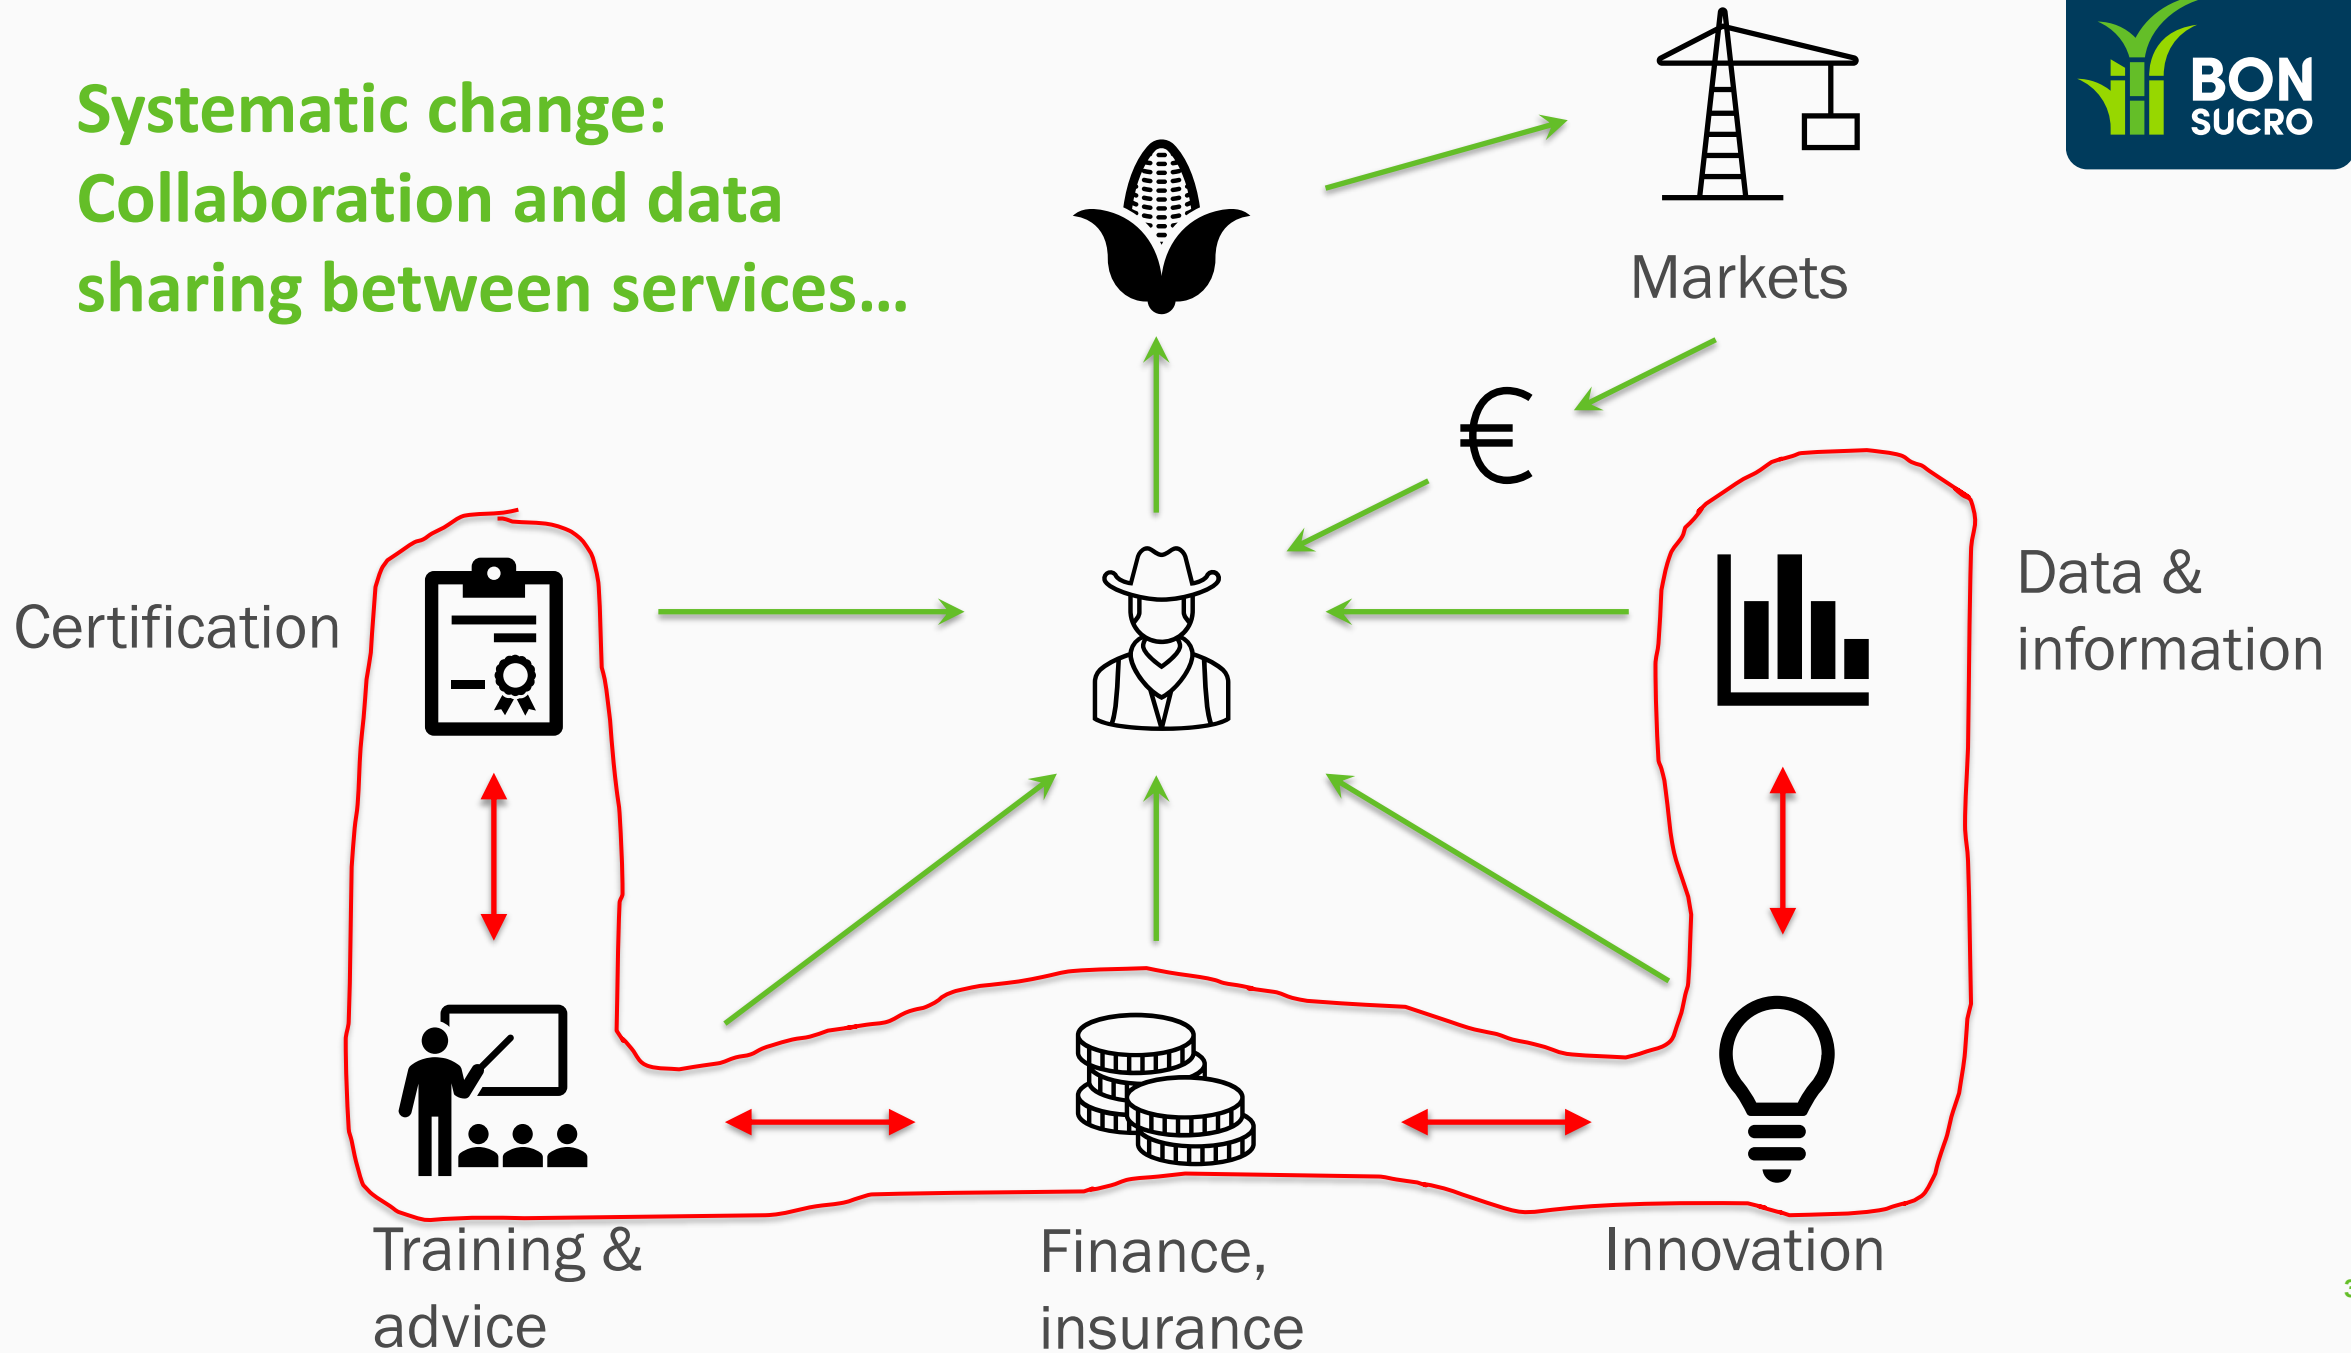 Systematic change:
Collaboration and data
sharing between services...
BON
SUCRO
Markets
€
Certification
Data &
information
Training &
advice
Finance,
insurance
Innovation